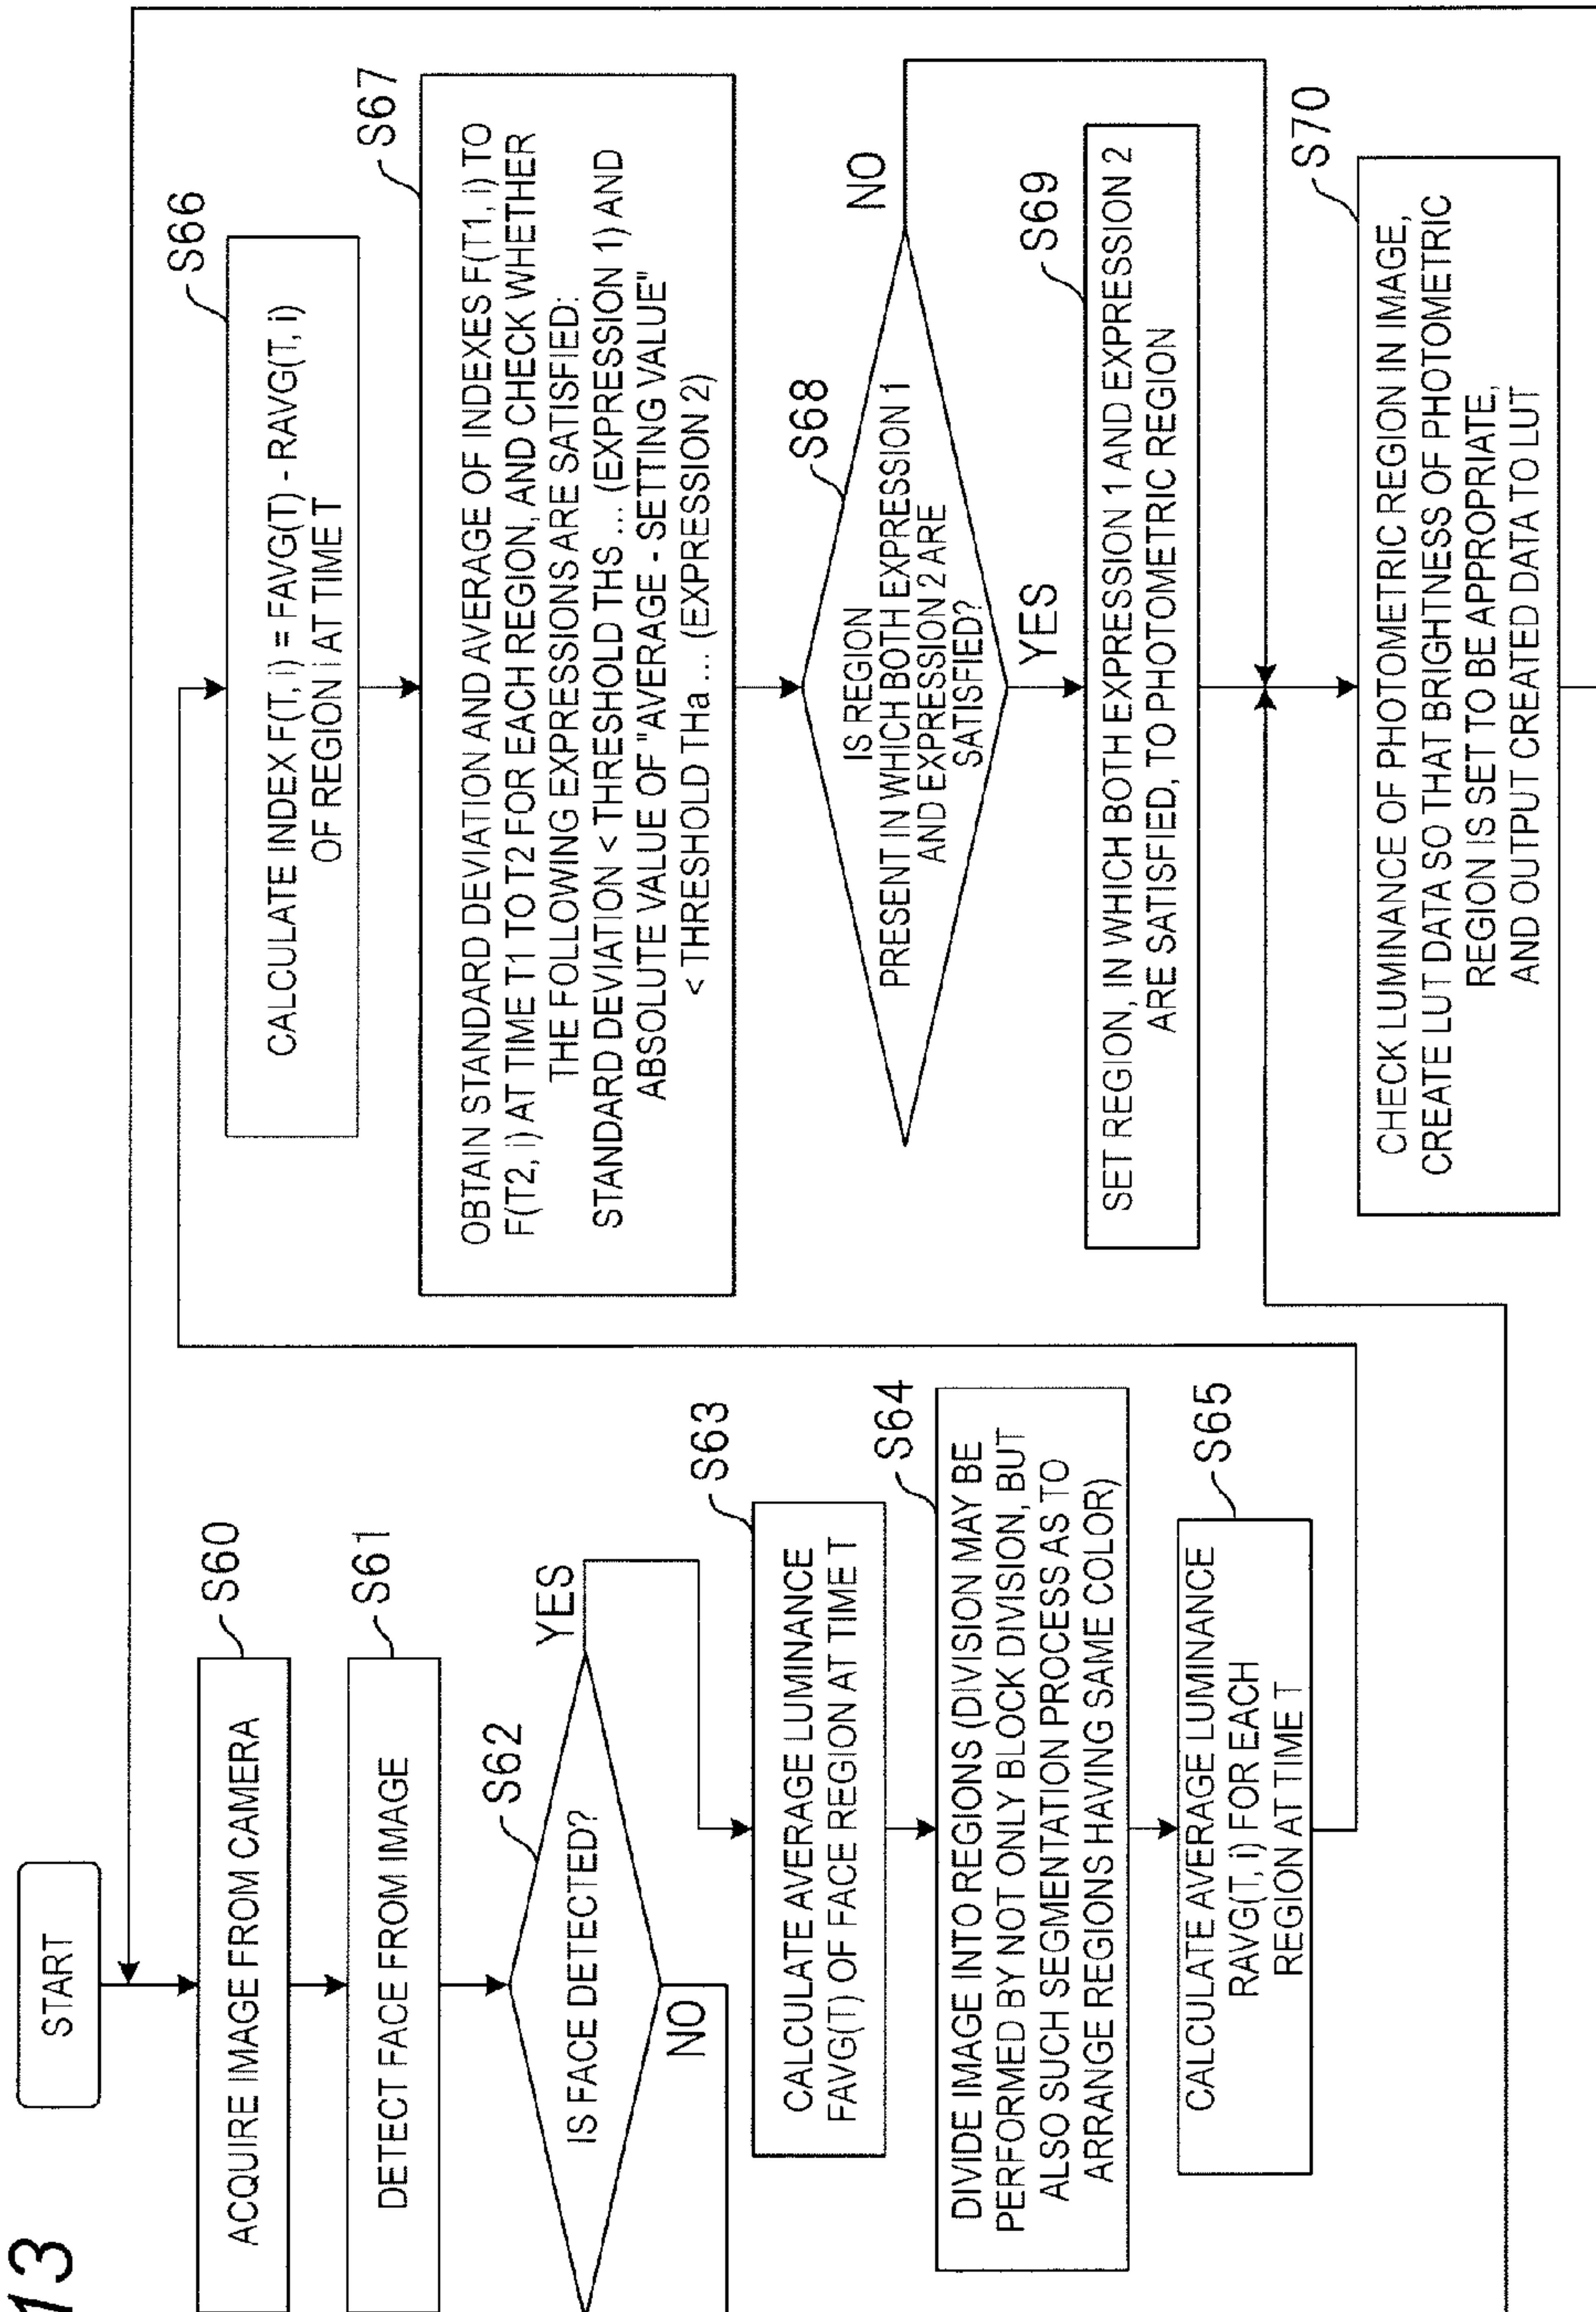 13
START
ACQUIRE IMAGE FROM CAMERA
S60
DETECT FACE FROM IMAGE
S61
IS FACE DETECTED?
S62
YES
NO
CALCULATE AVERAGE LUMINANCE
FAVG(T) OF FACE REGION AT TIME T
S63
DIVIDE IMAGE INTO REGIONS (DIVISION MAY BE
PERFORMED BY NOT ONLY BLOCK DIVISION, BUT
ALSO SUCH SEGMENTATION PROCESS AS TO
ARRANGE REGIONS HAVING SAME COLOR)
S64
CALCULATE AVERAGE LUMINANCE
RAVG(T, i) FOR EACH
REGION AT TIME T
S65
CALCULATE INDEX F(T, i) = FAVG(T) - RAVG(T, i)
OF REGION i AT TIME T
S66
OBTAIN STANDARD DEVIATION AND AVERAGE OF INDEXES F(T1, i) TO
F(T2, i) AT TIME T1 TO T2 FOR EACH REGION, AND CHECK WHETHER
THE FOLLOWING EXPRESSIONS ARE SATISFIED:
STANDARD DEVIATION < THRESHOLD THS ... (EXPRESSION 1) AND
ABSOLUTE VALUE OF "AVERAGE - SETTING VALUE"
< THRESHOLD THa ... (EXPRESSION 2)
S67
IS REGION
PRESENT IN WHICH BOTH EXPRESSION 1
AND EXPRESSION 2 ARE
SATISFIED?
S68
NO
YES
SET REGION, IN WHICH BOTH EXPRESSION 1 AND EXPRESSION 2
ARE SATISFIED, TO PHOTOMETRIC REGION
S69
CHECK LUMINANCE OF PHOTOMETRIC REGION IN IMAGE,
CREATE LUT DATA SO THAT BRIGHTNESS OF PHOTOMETRIC
REGION IS SET TO BE APPROPRIATE,
AND OUTPUT CREATED DATA TO LUT
S70